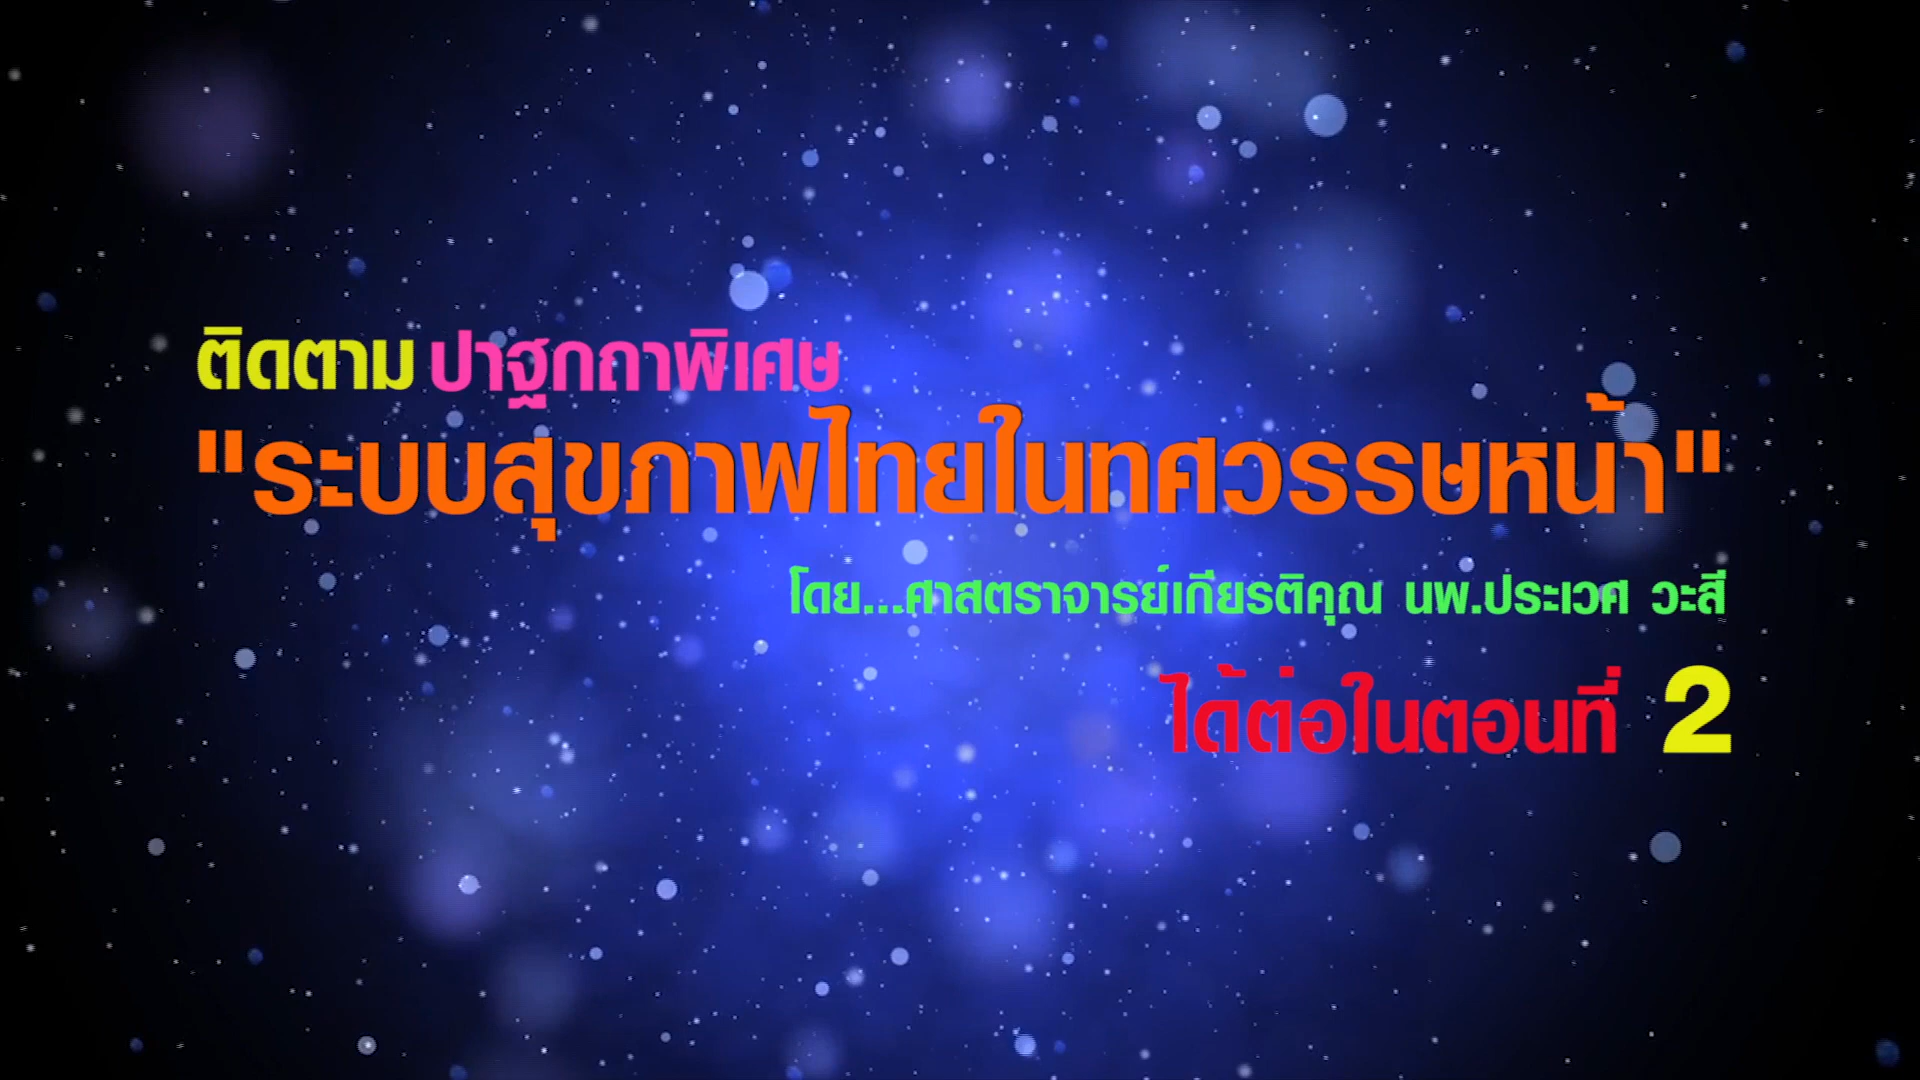 ติดตาม ปาฐกถาพิเศษ
"ระบบสุขภาพไทยในทศวรรษหน้า"
โดย...ศาสตราจารย์เกียรติคุณ นพ.ประเวศ วะสี
ได้ต่อในตอนที่ 2